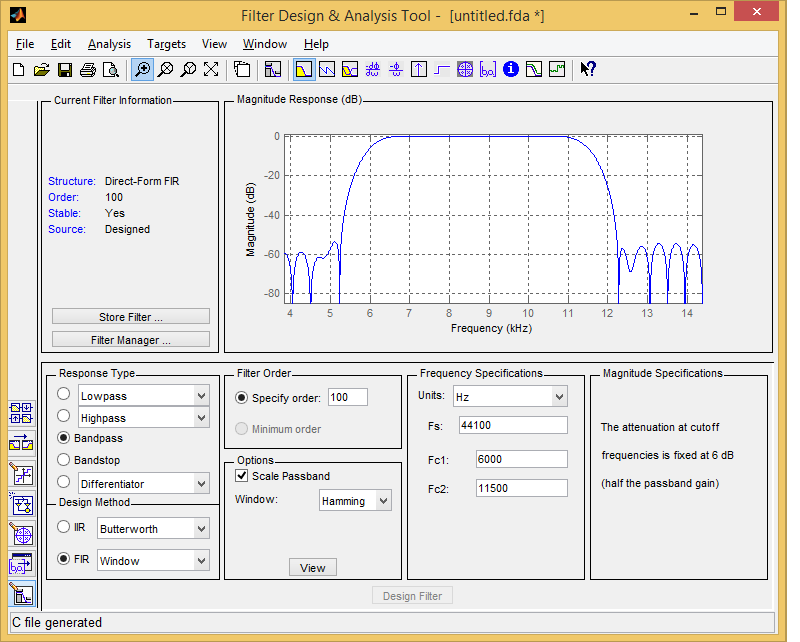 Filter Design & Analysis Tool - [untitled.fda *]
File Edit Analysis Targets View Window Help
Current Filter Information
Structure: Direct-Form FIR
Order: 100
Stable: Yes
Source: Designed
Store Filter ...
Filter Manager ...
Magnitude Response (dB)
Magnitude (dB)
0
-20
-40
-60
-80
4 5 6 7 8 9 10 11 12 13 14
Frequency (kHz)
Response Type
Lowpass
Highpass
Bandpass
Bandstop
Differentiator
Design Method
IIR Butterworth
FIR Window
Filter Order
Specify order: 100
Minimum order
Options
Scale Passband
Window: Hamming
View
Frequency Specifications
Units: Hz
Fs: 44100
Fc1: 6000
Fc2: 11500
Magnitude Specifications
The attenuation at cutoff
frequencies is fixed at 6 dB
(half the passband gain)
Design Filter
C file generated